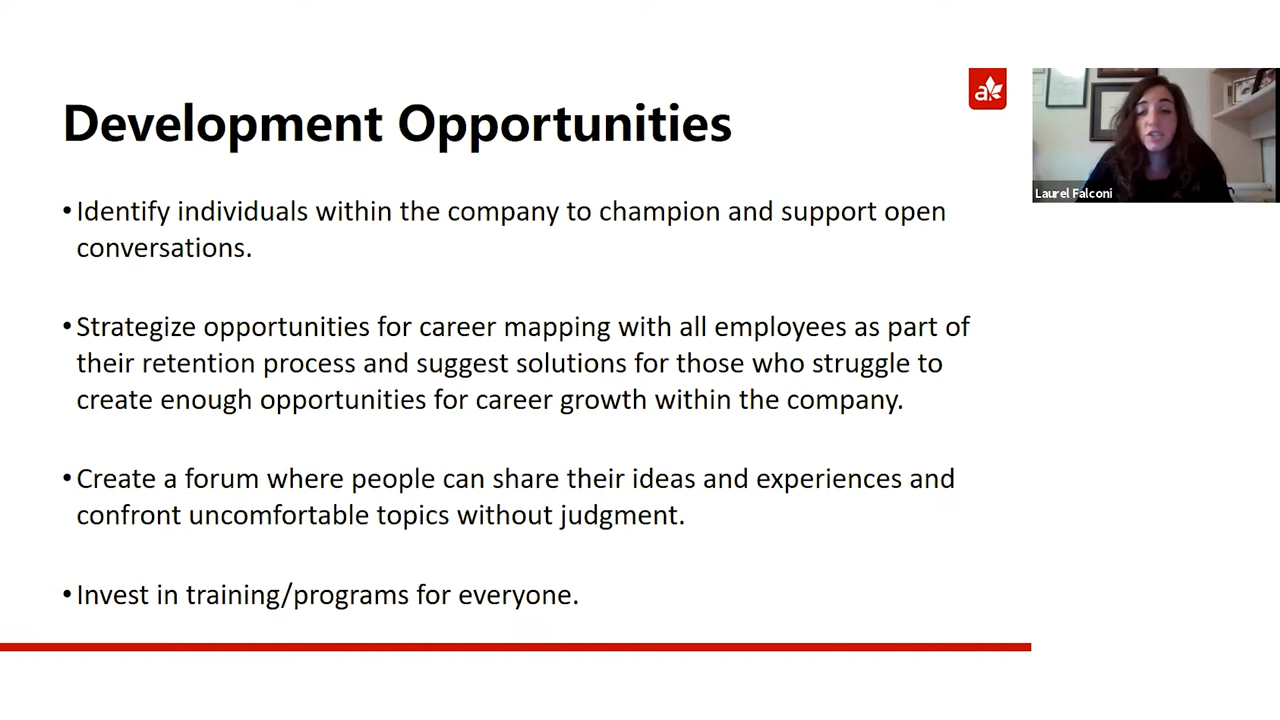 Development Opportunities
a
Laurel Falconi
•Identify individuals within the company to champion and support open
conversations.
•Strategize opportunities for career mapping with all employees as part of
their retention process and suggest solutions for those who struggle to
create enough opportunities for career growth within the company.
•Create a forum where people can share their ideas and experiences and
confront uncomfortable topics without judgment.
•Invest in training/programs for everyone.